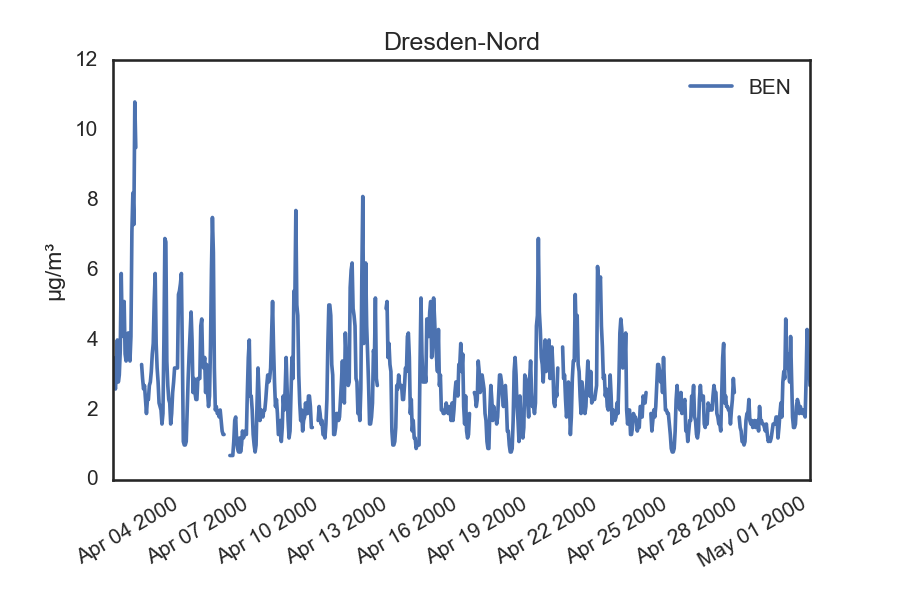 Dresden-Nord
BEN
µg/m³
12
10
8
6
4
2
0
Apr 04 2000
Apr 07 2000
Apr 10 2000
Apr 13 2000
Apr 16 2000
Apr 19 2000
Apr 22 2000
Apr 25 2000
Apr 28 2000
May 01 2000